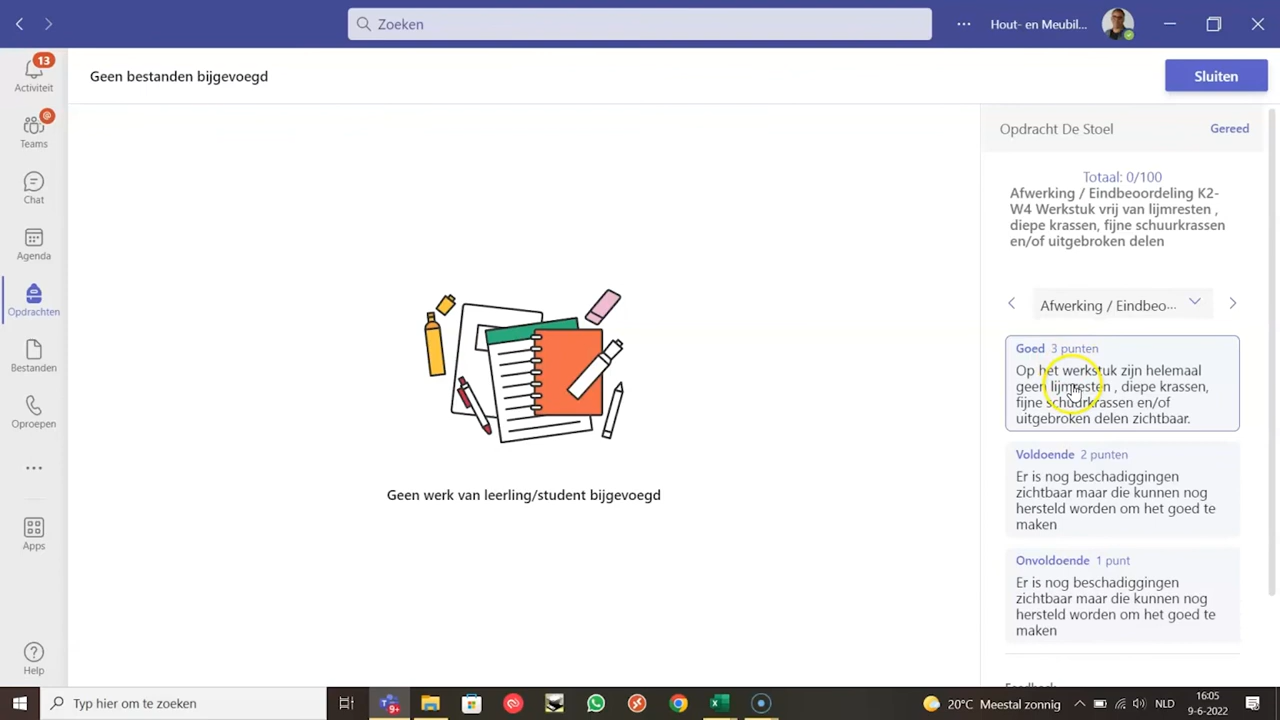 Zoeken
Hout- en Meubil...
13
Activiteit
Teams
Chat
Agenda
Opdrachten
Bestanden
Oproepen
Apps
Help
Geen bestanden bijgevoegd
Sluiten
Geen werk van leerling/student bijgevoegd
Opdracht De Stoel
Gereed
Totaal: 0/100
Afwerking / Eindbeoordeling K2-
W4 Werkstuk vrij van lijmresten ,
diepe krassen, fijne schuurkrassen
en/of uitgebroken delen
Afwerking / Eindbeo...
Goed 3 punten
Op het werkstuk zijn helemaal
geen lijmresten , diepe krassen,
fijne schuurkrassen en/of
uitgebroken delen zichtbaar.
Voldoende 2 punten
Er is nog beschadiggingen
zichtbaar maar die kunnen nog
hersteld worden om het goed te
maken
Onvoldoende 1 punt
Er is nog beschadiggingen
zichtbaar maar die kunnen nog
hersteld worden om het goed te
maken
Typ hier om te zoeken
9+
20°C Meestal zonnig
NLD
16:05
9-6-2022